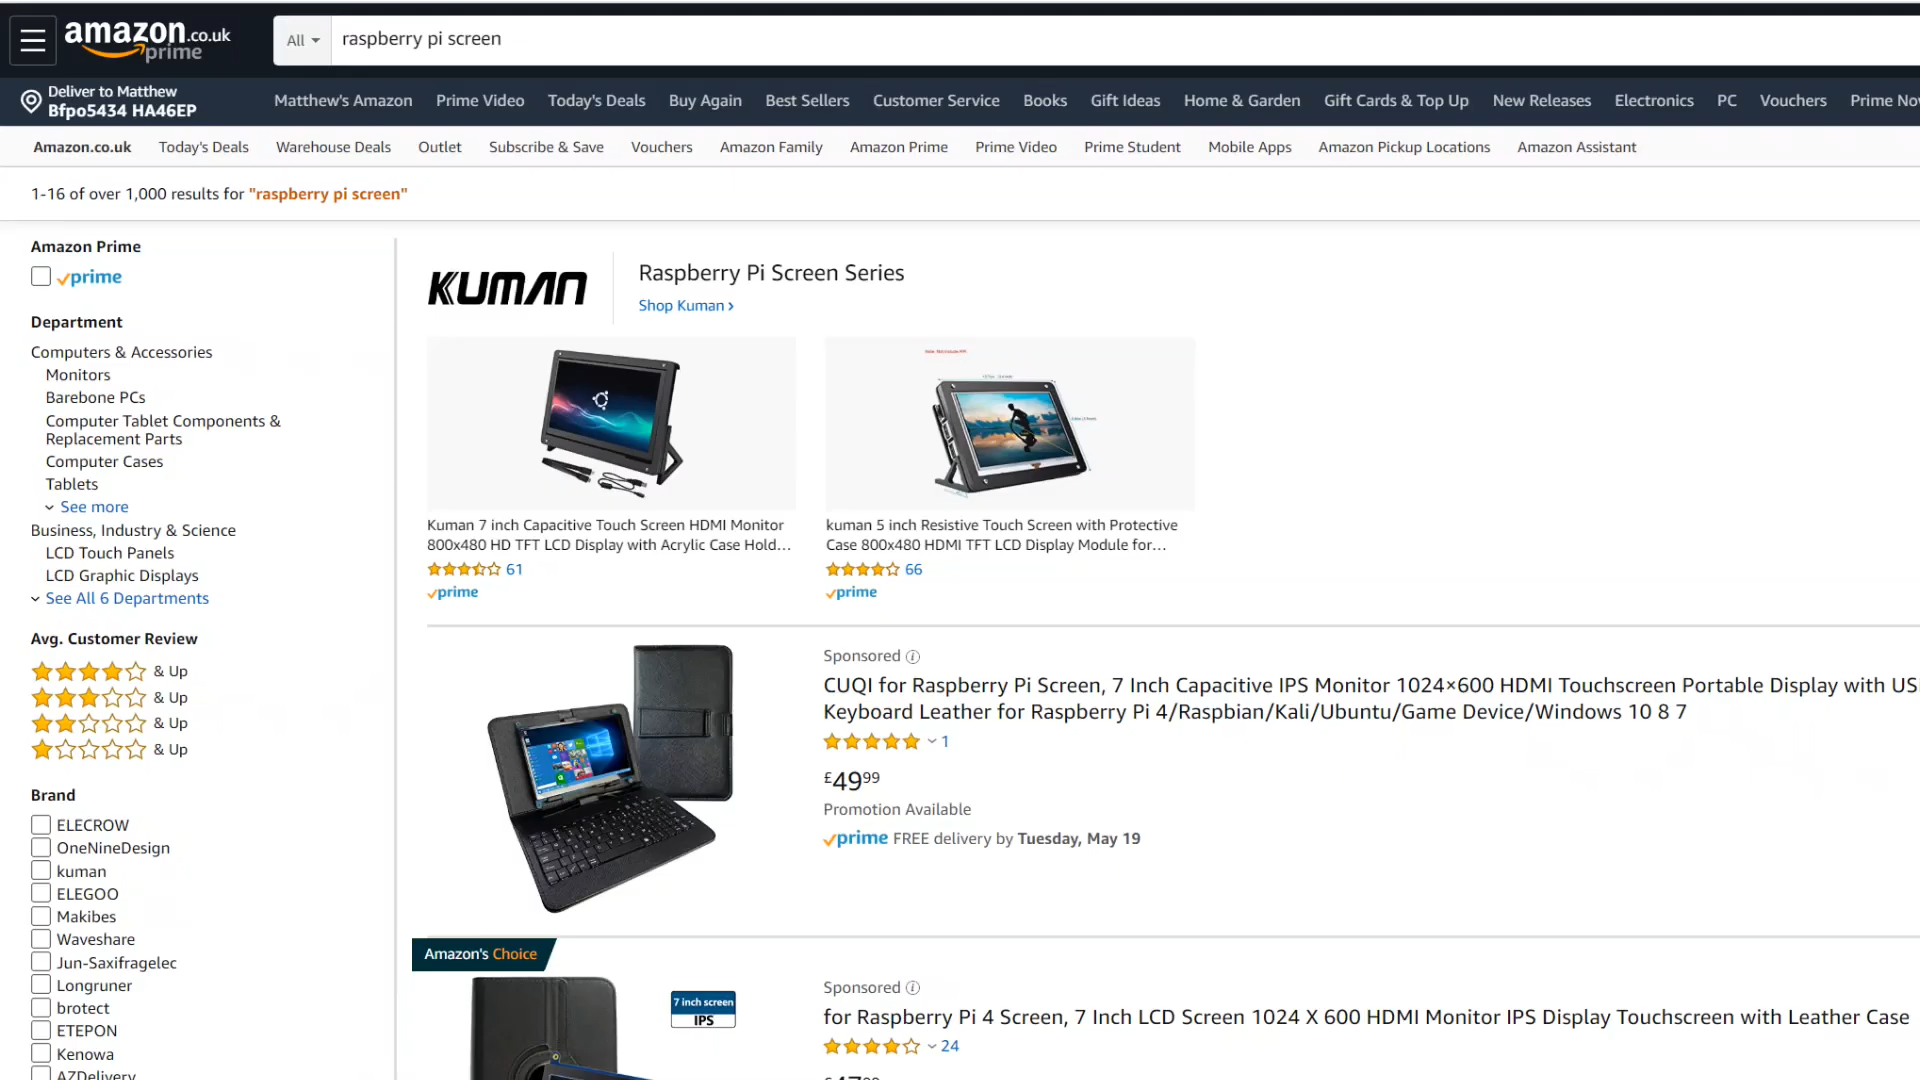 amazon.co.uk
prime
All
raspberry pi screen
Deliver to Matthew
Bfpo5434 HA46EP
Matthew's Amazon Prime Video Today's Deals Buy Again Best Sellers Customer Service Books Gift Ideas Home & Garden Gift Cards & Top Up New Releases Electronics PC Vouchers Prime No
Amazon.co.uk Today's Deals Warehouse Deals Outlet Subscribe & Save Vouchers Amazon Family Amazon Prime Prime Video Prime Student Mobile Apps Amazon Pickup Locations Amazon Assistant
1-16 of over 1,000 results for "raspberry pi screen"
Amazon Prime
prime
Department
Computers & Accessories
Monitors
Barebone PCs
Computer Tablet Components &
Replacement Parts
Computer Cases
Tablets
See more
Business, Industry & Science
LCD Touch Panels
LCD Graphic Displays
See All 6 Departments
Avg. Customer Review
& Up
& Up
& Up
& Up
Brand
ELECROW
OneNineDesign
kuman
ELEGOO
Makibes
Waveshare
Jun-Saxifragelec
Longruner
brotect
ETEPON
Kenowa
AZDelivery
KUMAN
Raspberry Pi Screen Series
Shop Kuman ›
Kuman 7 inch Capacitive Touch Screen HDMI Monitor
800x480 HD TFT LCD Display with Acrylic Case Hold…
61
prime
kuman 5 inch Resistive Touch Screen with Protective
Case 800x480 HDMI TFT LCD Display Module for…
66
prime
Sponsored
CUQI for Raspberry Pi Screen, 7 Inch Capacitive IPS Monitor 1024×600 HDMI Touchscreen Portable Display with US
Keyboard Leather for Raspberry Pi 4/Raspbian/Kali/Ubuntu/Game Device/Windows 10 8 7
1
£4999
Promotion Available
prime FREE delivery by Tuesday, May 19
Amazon's Choice
7 inch screen
IPS
Sponsored
for Raspberry Pi 4 Screen, 7 Inch LCD Screen 1024 X 600 HDMI Monitor IPS Display Touchscreen with Leather Case
24